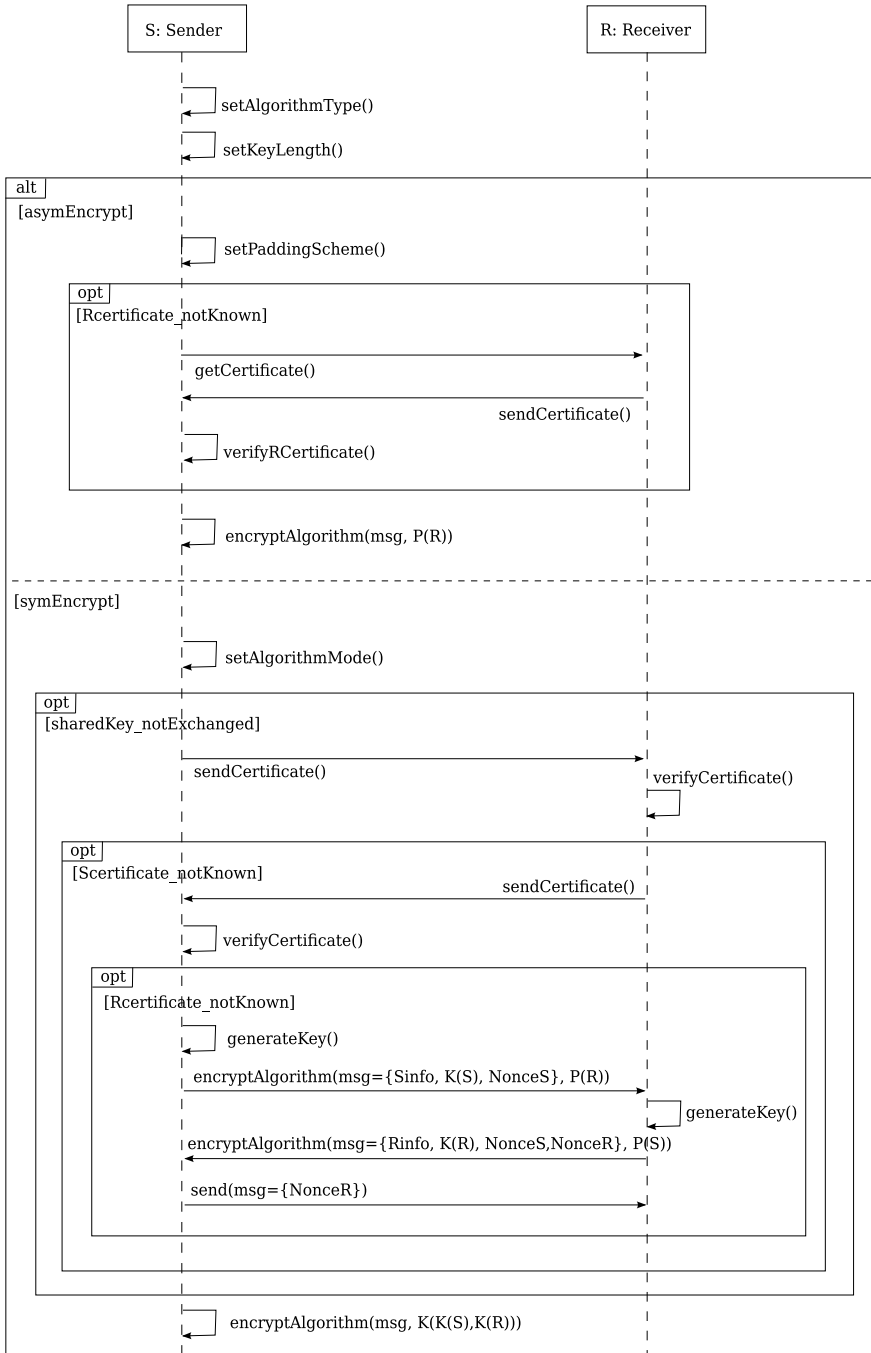 S: Sender
R: Receiver
setAlgorithmType()
setKeyLength()
alt
[asymEncrypt]
setPaddingScheme()
opt
[Rcertificate_notKnown]
getCertificate()
sendCertificate()
verifyRCertificate()
encryptAlgorithm(msg, P(R))
[symEncrypt]
setAlgorithmMode()
opt
[sharedKey_notExchanged]
sendCertificate()
verifyCertificate()
opt
[Scertificate_notKnown]
sendCertificate()
verifyCertificate()
opt
[Rcertificate_notKnown]
generateKey()
encryptAlgorithm(msg={Sinfo, K(S), NonceS}, P(R))
generateKey()
encryptAlgorithm(msg={Rinfo, K(R), NonceS,NonceR}, P(S))
send(msg={NonceR})
encryptAlgorithm(msg, K(K(S),K(R)))